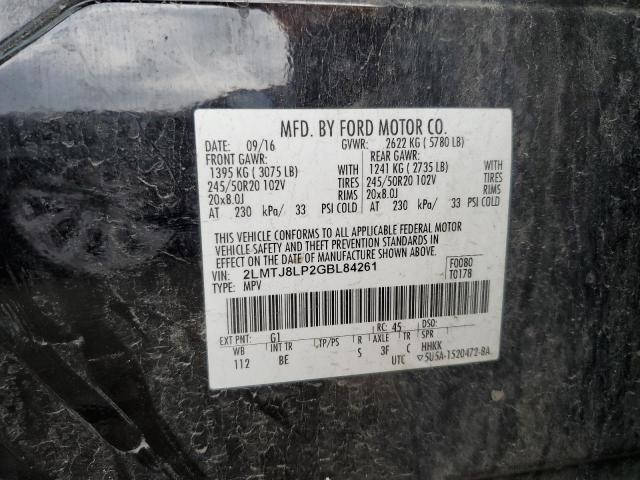 MFD. BY FORD MOTOR CO.
DATE: 09/16 GVWR: 2622 KG ( 5780 LB)
FRONT GAWR: REAR GAWR:
1395 KG ( 3075 LB) WITH 1241 KG ( 2735 LB) WITH
245/50R20 102V TIRES 245/50R20 102V TIRES
20x8.0J RIMS 20x8.0J RIMS
AT 230 kPa/ 33 PSI COLD AT 230 kPa/ 33 PSI COLD
THIS VEHICLE CONFORMS TO ALL APPLICABLE FEDERAL MOTOR
VEHICLE SAFETY AND THEFT PREVENTION STANDARDS IN
EFFECT ON THE DATE OF MANUFACTURE SHOWN ABOVE.
VIN: 2LMTJ8LP2GBL84261 F0080
TYPE: MPV T0178
EXT PNT: G1 RC: 45 DSO:
WB INT TR TP/PS R AXLE TR SPR
112 BE S 3F C HHKK
UTC 5U5A-1520472-BA